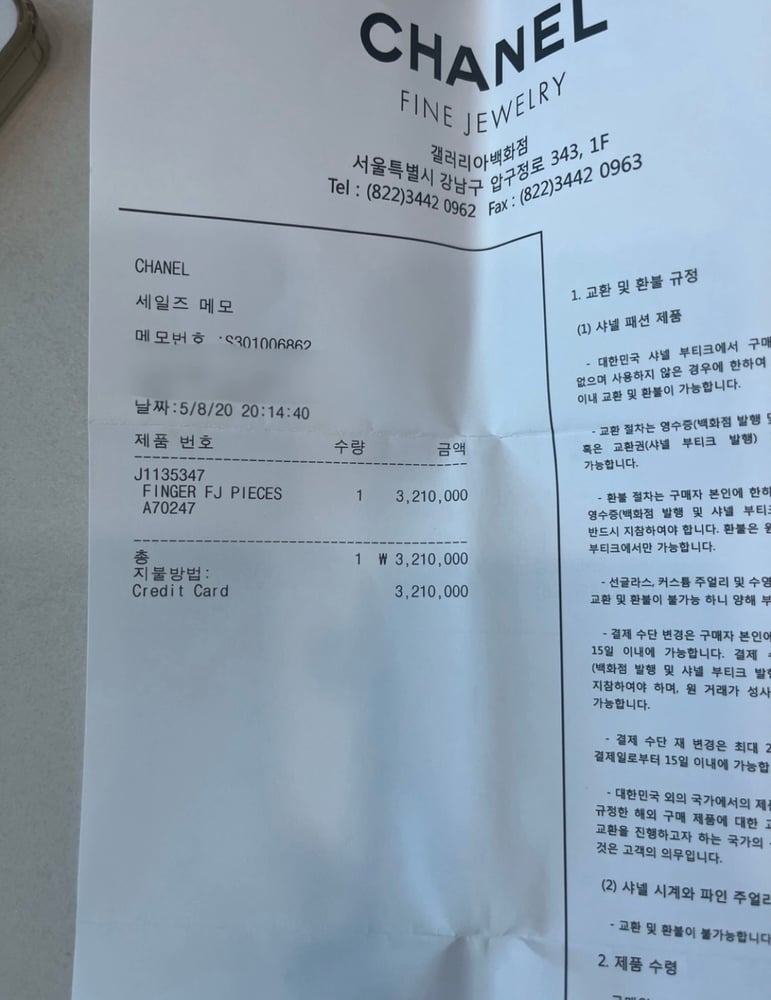 CHANEL
FINE JEWELRY
갤러리아백화점
서울특별시 강남구 압구정로 343, 1F
Tel : (822)3442 0962 Fax : (822)3442 0963
CHANEL
세일즈 메모
메모번호 :S301006862
날짜:5/8/20 20:14:40
제품 번호 수량 금액
J1135347
FINGER FJ PIECES 1 3,210,000
A70247
총 1 ₩ 3,210,000
지불방법:
Credit Card 3,210,000
1. 교환 및 환불 규정
(1) 샤넬 패션 제품
- 대한민국 샤넬 부티크에서 구매
없으며 사용하지 않은 경우에 한하여
이내 교환 및 환불이 가능합니다.
- 교환 절차는 영수증(백화점 발행
혹은 교환권(샤넬 부티크 발행)
가능합니다.
- 환불 절차는 구매자 본인에 한하
영수증(백화점 발행 및 샤넬 부티크
반드시 지참하여야 합니다. 환불은 원
부티크에서만 가능합니다.
- 선글라스, 커스튬 주얼리 및 수영
교환 및 환불이 불가능 하니 양해 부
- 결제 수단 변경은 구매자 본인에
15일 이내에 가능합니다. 결제
(백화점 발행 및 샤넬 부티크 발행
지참하여야 하며, 원 거래가 성사
가능합니다.
- 결제 수단 재 변경은 최대 2
결제일로부터 15일 이내에 가능합
- 대한민국 외의 국가에서의 제품
규정한 해외 구매 제품에 대한 교
교환을 진행하고자 하는 국가의
것은 고객의 의무입니다.
(2) 샤넬 시계와 파인 주얼리
- 교환 및 환불이 불가능합니다
2. 제품 수령